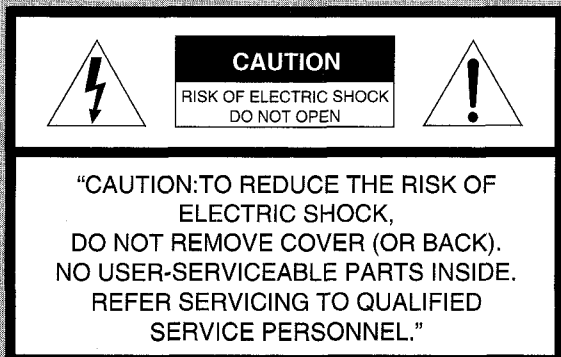 CAUTION
RISK OF ELECTRIC SHOCK
DO NOT OPEN
"CAUTION:TO REDUCE THE RISK OF
ELECTRIC SHOCK,
DO NOT REMOVE COVER (OR BACK).
NO USER-SERVICEABLE PARTS INSIDE.
REFER SERVICING TO QUALIFIED
SERVICE PERSONNEL."